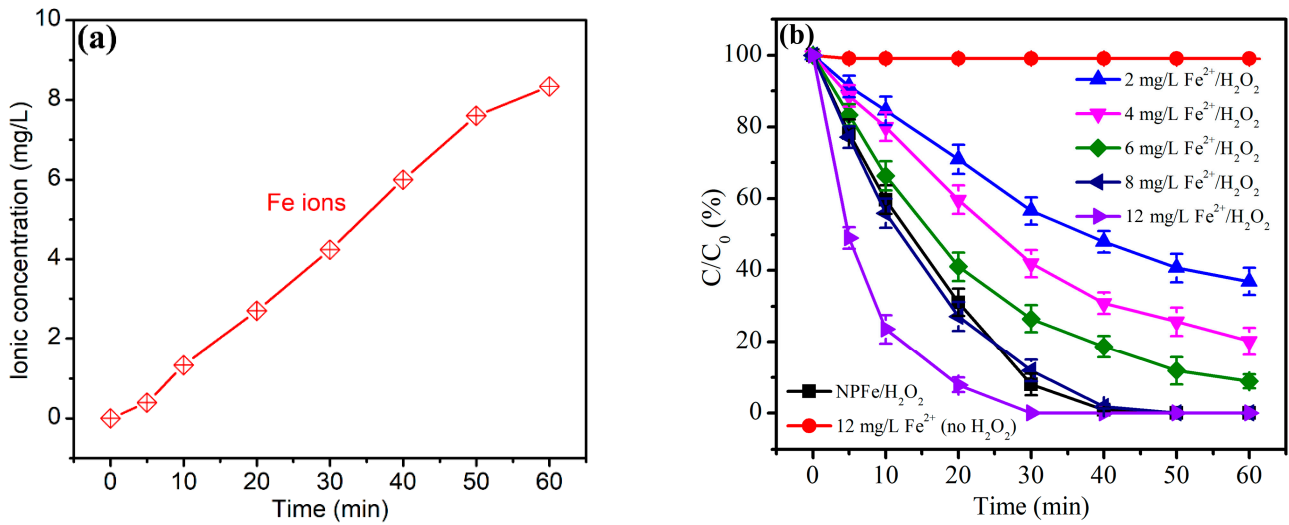 (a)
Ionic concentration (mg/L)
10
8
6
4
2
0
Fe ions
0 10 20 30 40 50 60
Time (min)
(b)
C/C₀ (%)
100
80
60
40
20
0
2 mg/L Fe²⁺/H₂O₂
4 mg/L Fe²⁺/H₂O₂
6 mg/L Fe²⁺/H₂O₂
8 mg/L Fe²⁺/H₂O₂
12 mg/L Fe²⁺/H₂O₂
NPFe/H₂O₂
12 mg/L Fe²⁺ (no H₂O₂)
0 10 20 30 40 50 60
Time (min)